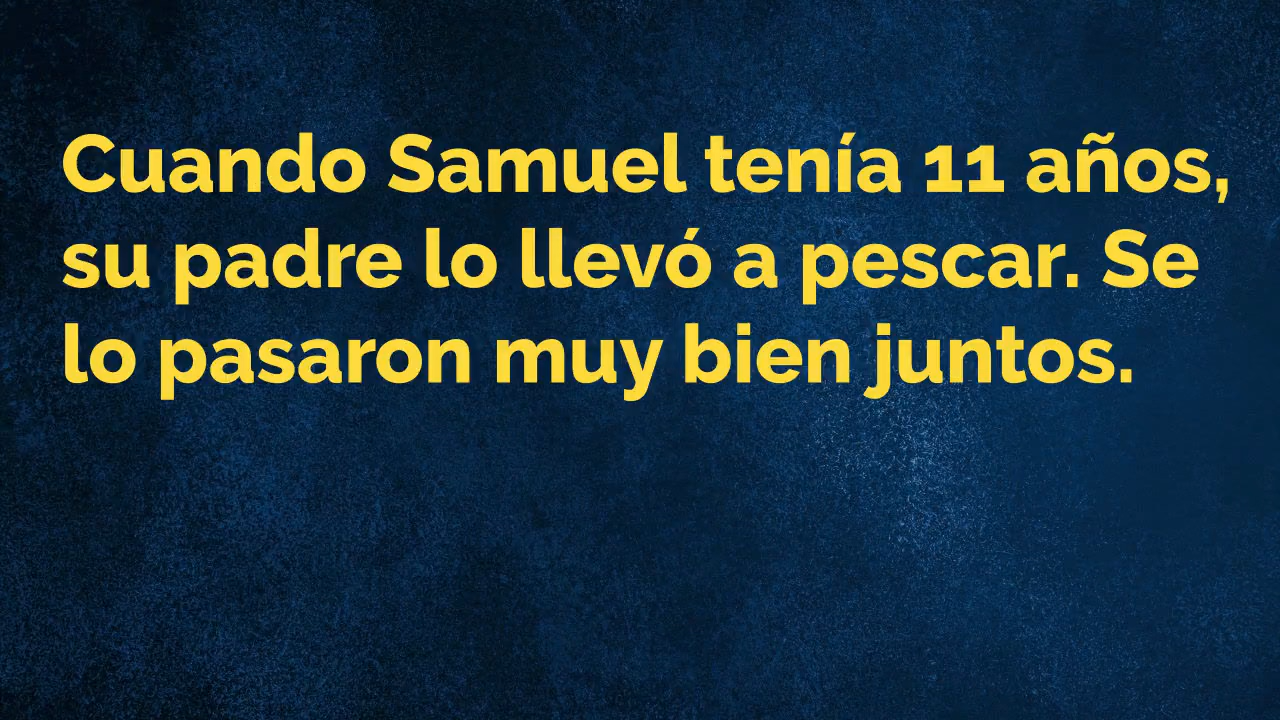 Cuando Samuel tenía 11 años,
su padre lo llevó a pescar. Se
lo pasaron muy bien juntos.